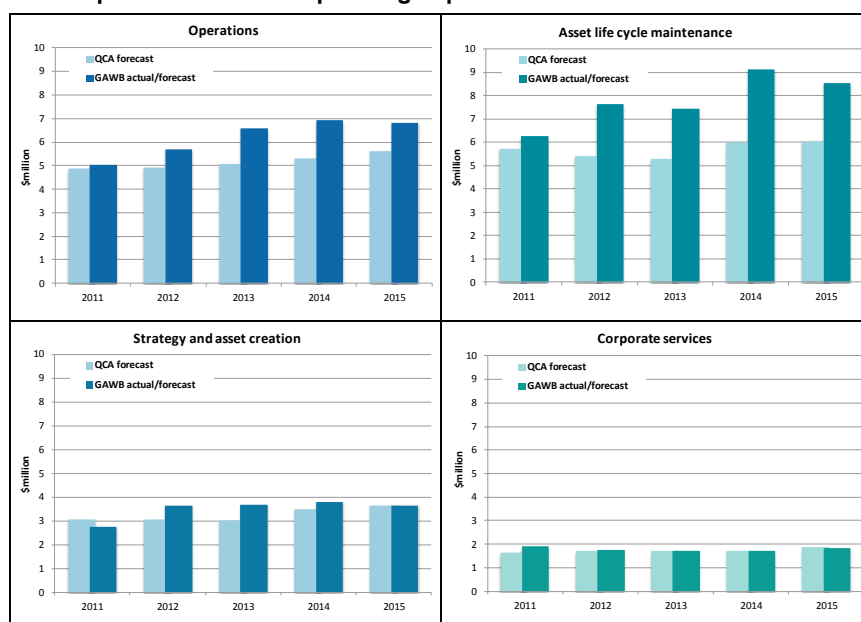 Operations
QCA forecast
GAWB actual/forecast
$million
10
9
8
7
6
5
4
3
2
1
0
2011 2012 2013 2014 2015
Asset life cycle maintenance
QCA forecast
GAWB actual/forecast
$million
10
9
8
7
6
5
4
3
2
1
0
2011 2012 2013 2014 2015
Strategy and asset creation
QCA forecast
GAWB actual/forecast
$million
10
9
8
7
6
5
4
3
2
1
0
2011 2012 2013 2014 2015
Corporate services
QCA forecast
GAWB actual/forecast
$million
10
9
8
7
6
5
4
3
2
1
0
2011 2012 2013 2014 2015